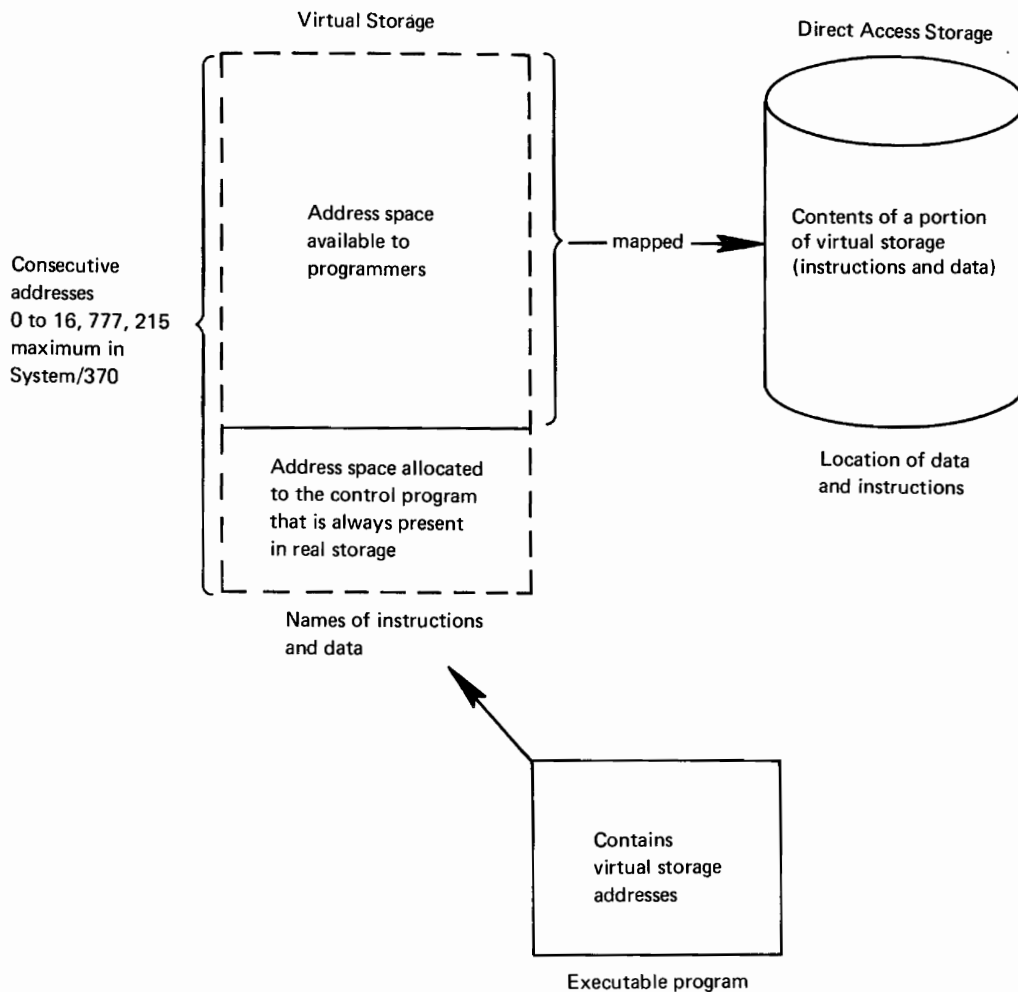 Virtual Storage
Direct Access Storage
Address space
available to
programmers
mapped
Contents of a portion
of virtual storage
(instructions and data)
Consecutive
addresses
0 to 16, 777, 215
maximum in
System/370
Address space allocated
to the control program
that is always present
in real storage
Location of data
and instructions
Names of instructions
and data
Contains
virtual storage
addresses
Executable program